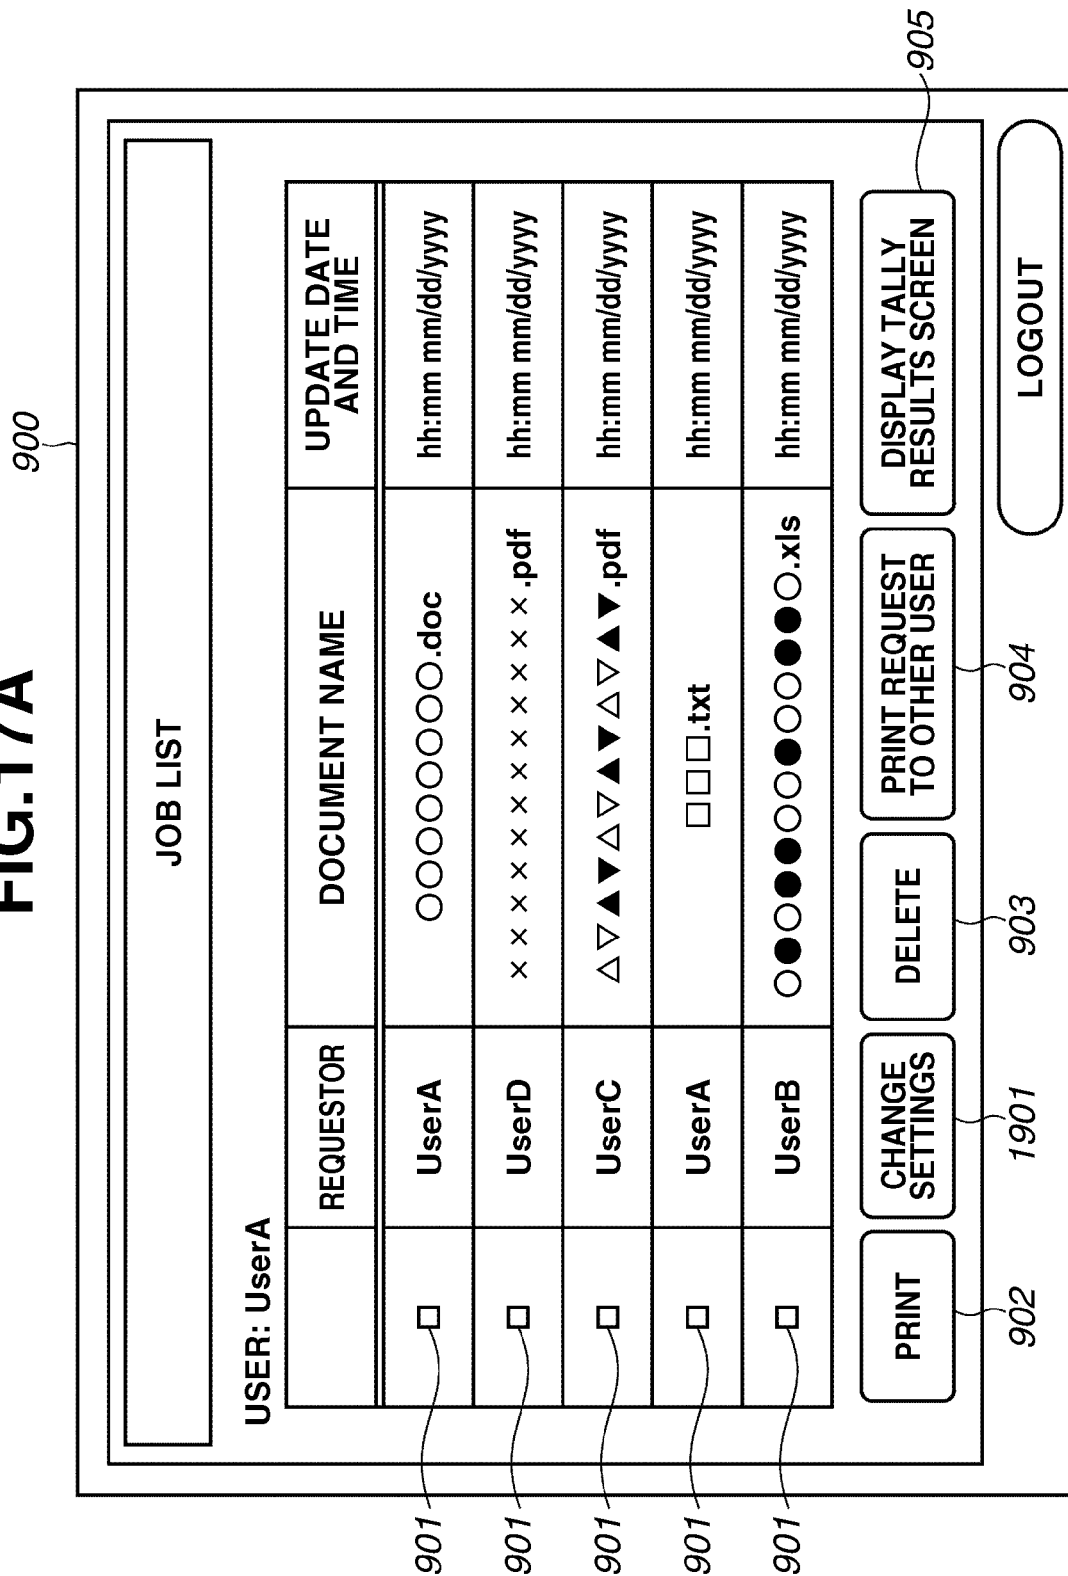 FIG.17A
900
JOB LIST
USER: UserA
REQUESTOR
DOCUMENT NAME
UPDATE DATE
AND TIME
901 □ UserA ○○○○○○○○.doc hh:mm mm/dd/yyyy
901 □ UserD ××××××××××××.pdf hh:mm mm/dd/yyyy
901 □ UserC △▽▲▼△▽▲▼△▽▲▼.pdf hh:mm mm/dd/yyyy
901 □ UserA □□□.txt hh:mm mm/dd/yyyy
901 □ UserB ○●○●●○○●○○●●○.xls hh:mm mm/dd/yyyy
PRINT
CHANGE
SETTINGS
DELETE
PRINT REQUEST
TO OTHER USER
DISPLAY TALLY
RESULTS SCREEN
905
902
1901
903
904
LOGOUT